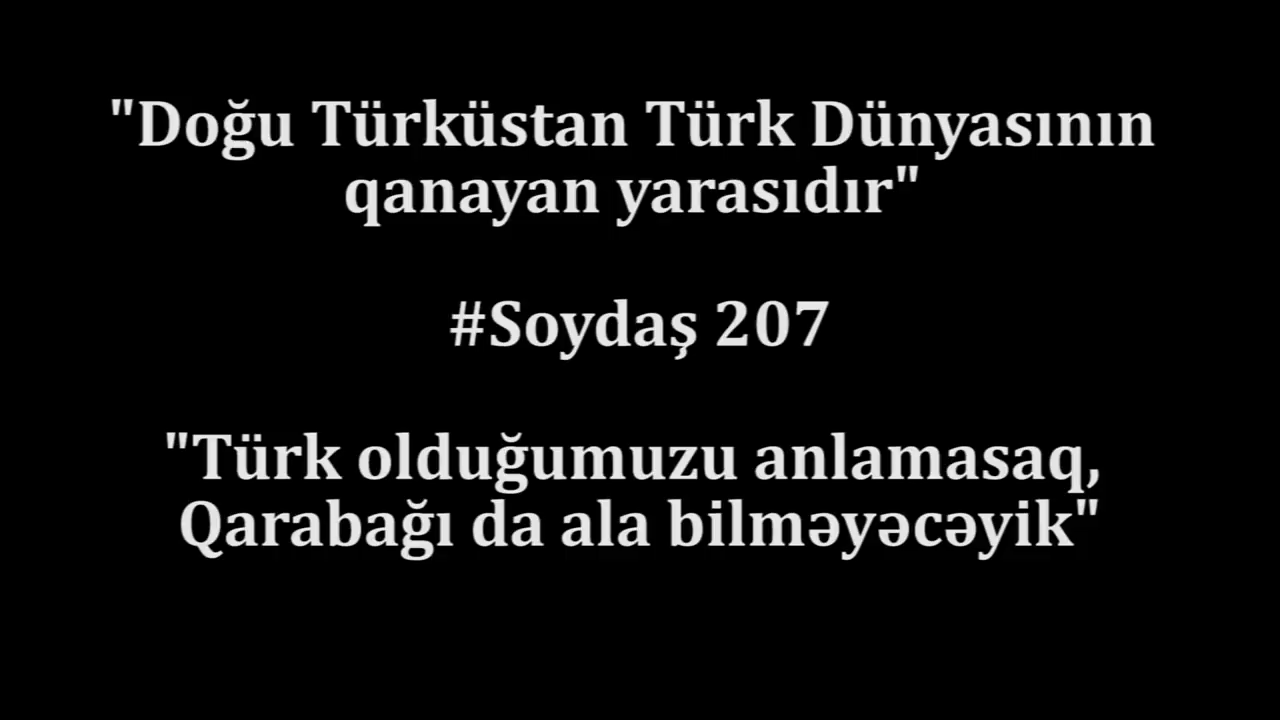 "Doğu Türküstan Türk Dünyasının
qanayan yarasıdır"
#Soydaş 207
"Türk olduğumuzu anlamasaq,
Qarabağı da ala bilməyəcəyik"